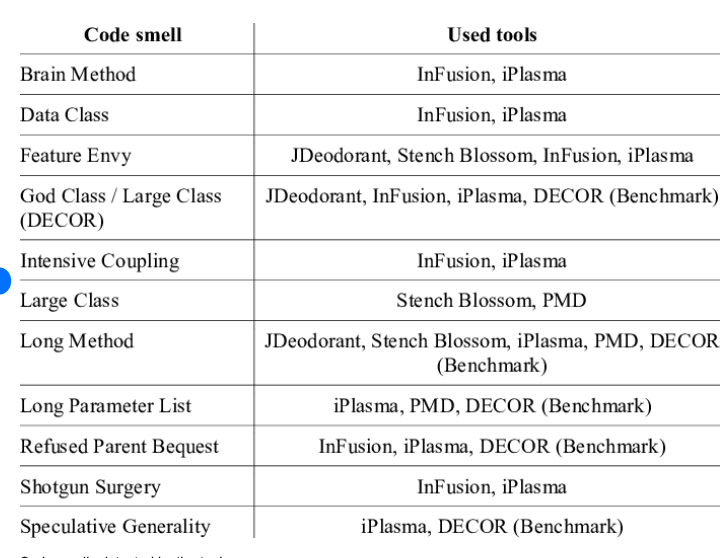 Code smell Used tools
Brain Method InFusion, iPlasma
Data Class InFusion, iPlasma
Feature Envy JDeodorant, Stench Blossom, InFusion, iPlasma
God Class / Large Class JDeodorant, InFusion, iPlasma, DECOR (Benchmark)
(DECOR)
Intensive Coupling InFusion, iPlasma
Large Class Stench Blossom, PMD
Long Method JDeodorant, Stench Blossom, iPlasma, PMD, DECOR
(Benchmark)
Long Parameter List iPlasma, PMD, DECOR (Benchmark)
Refused Parent Bequest InFusion, iPlasma, DECOR (Benchmark)
Shotgun Surgery InFusion, iPlasma
Speculative Generality iPlasma, DECOR (Benchmark)